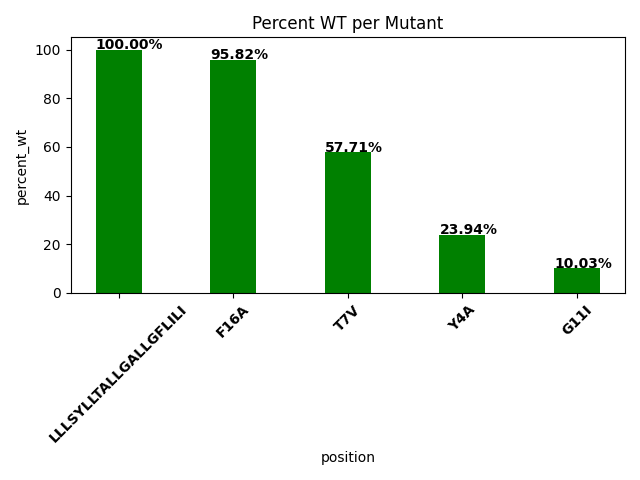 Percent WT per Mutant
percent_wt
100
80
60
40
20
0
100.00%
95.82%
57.71%
23.94%
10.03%
LLLSYLLTALLGALLGFLILI
F16A
T7V
Y4A
G11I
position